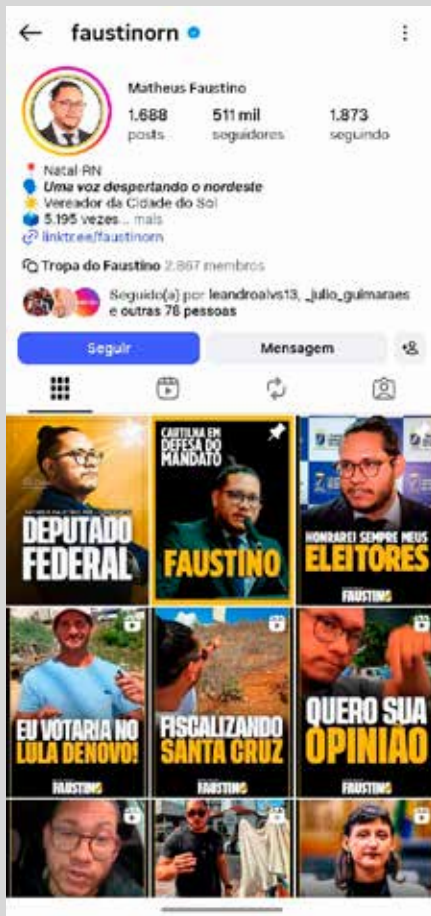 faustinorn
Matheus Faustino
1.688 511 mil 1.873
posts seguidores seguindo
Natal-RN
Uma voz despertando o nordeste
Vereador da Cidade do Sol
5.195 vezes... mais
linktr.ee/faustinorn
Tropa do Faustino 2.867 membros
Seguido(a) por leandroalvs13, _julio_guimaraes
e outras 78 pessoas
Seguir Mensagem
DEPUTADO
FEDERAL
CARTILHA EM
DEFESA DO
MANDATO
FAUSTINO
HONRAREI SEMPRE MEUS
ELEITORES
FAUSTINO
EU VOTARIA NO
LULA DENOVO!
FAUSTINO
FISCALIZANDO
SANTA CRUZ
FAUSTINO
QUERO SUA
OPINIÃO
FAUSTINO